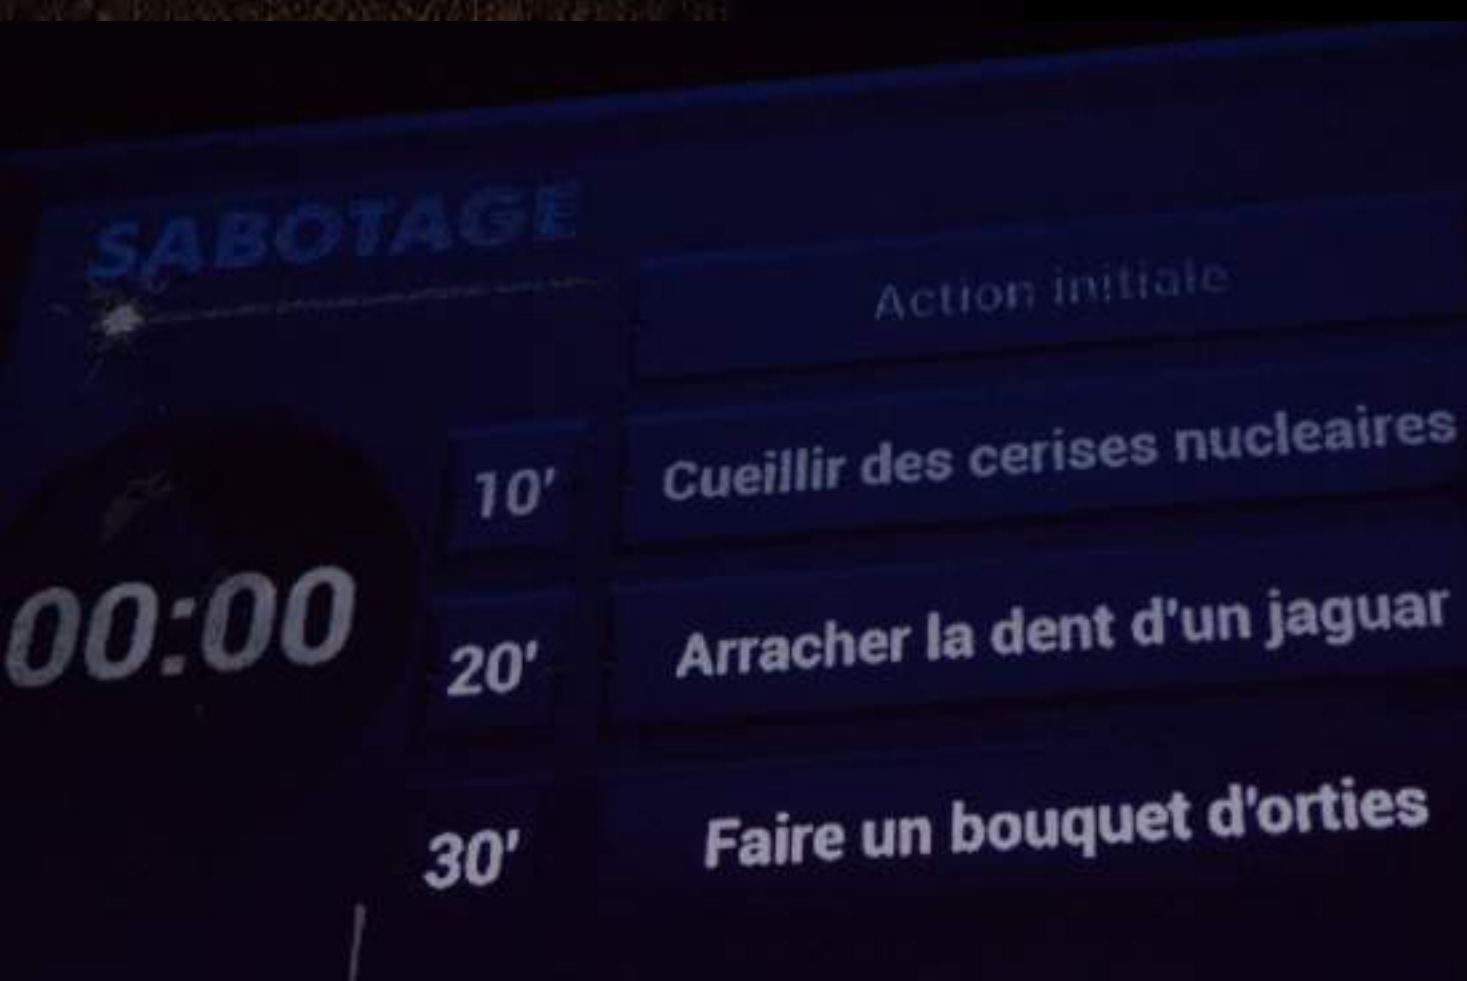 SABOTAGE
Action initiale
10' Cueillir des cerises nucleaires
00:00
20' Arracher la dent d'un jaguar
30' Faire un bouquet d'orties